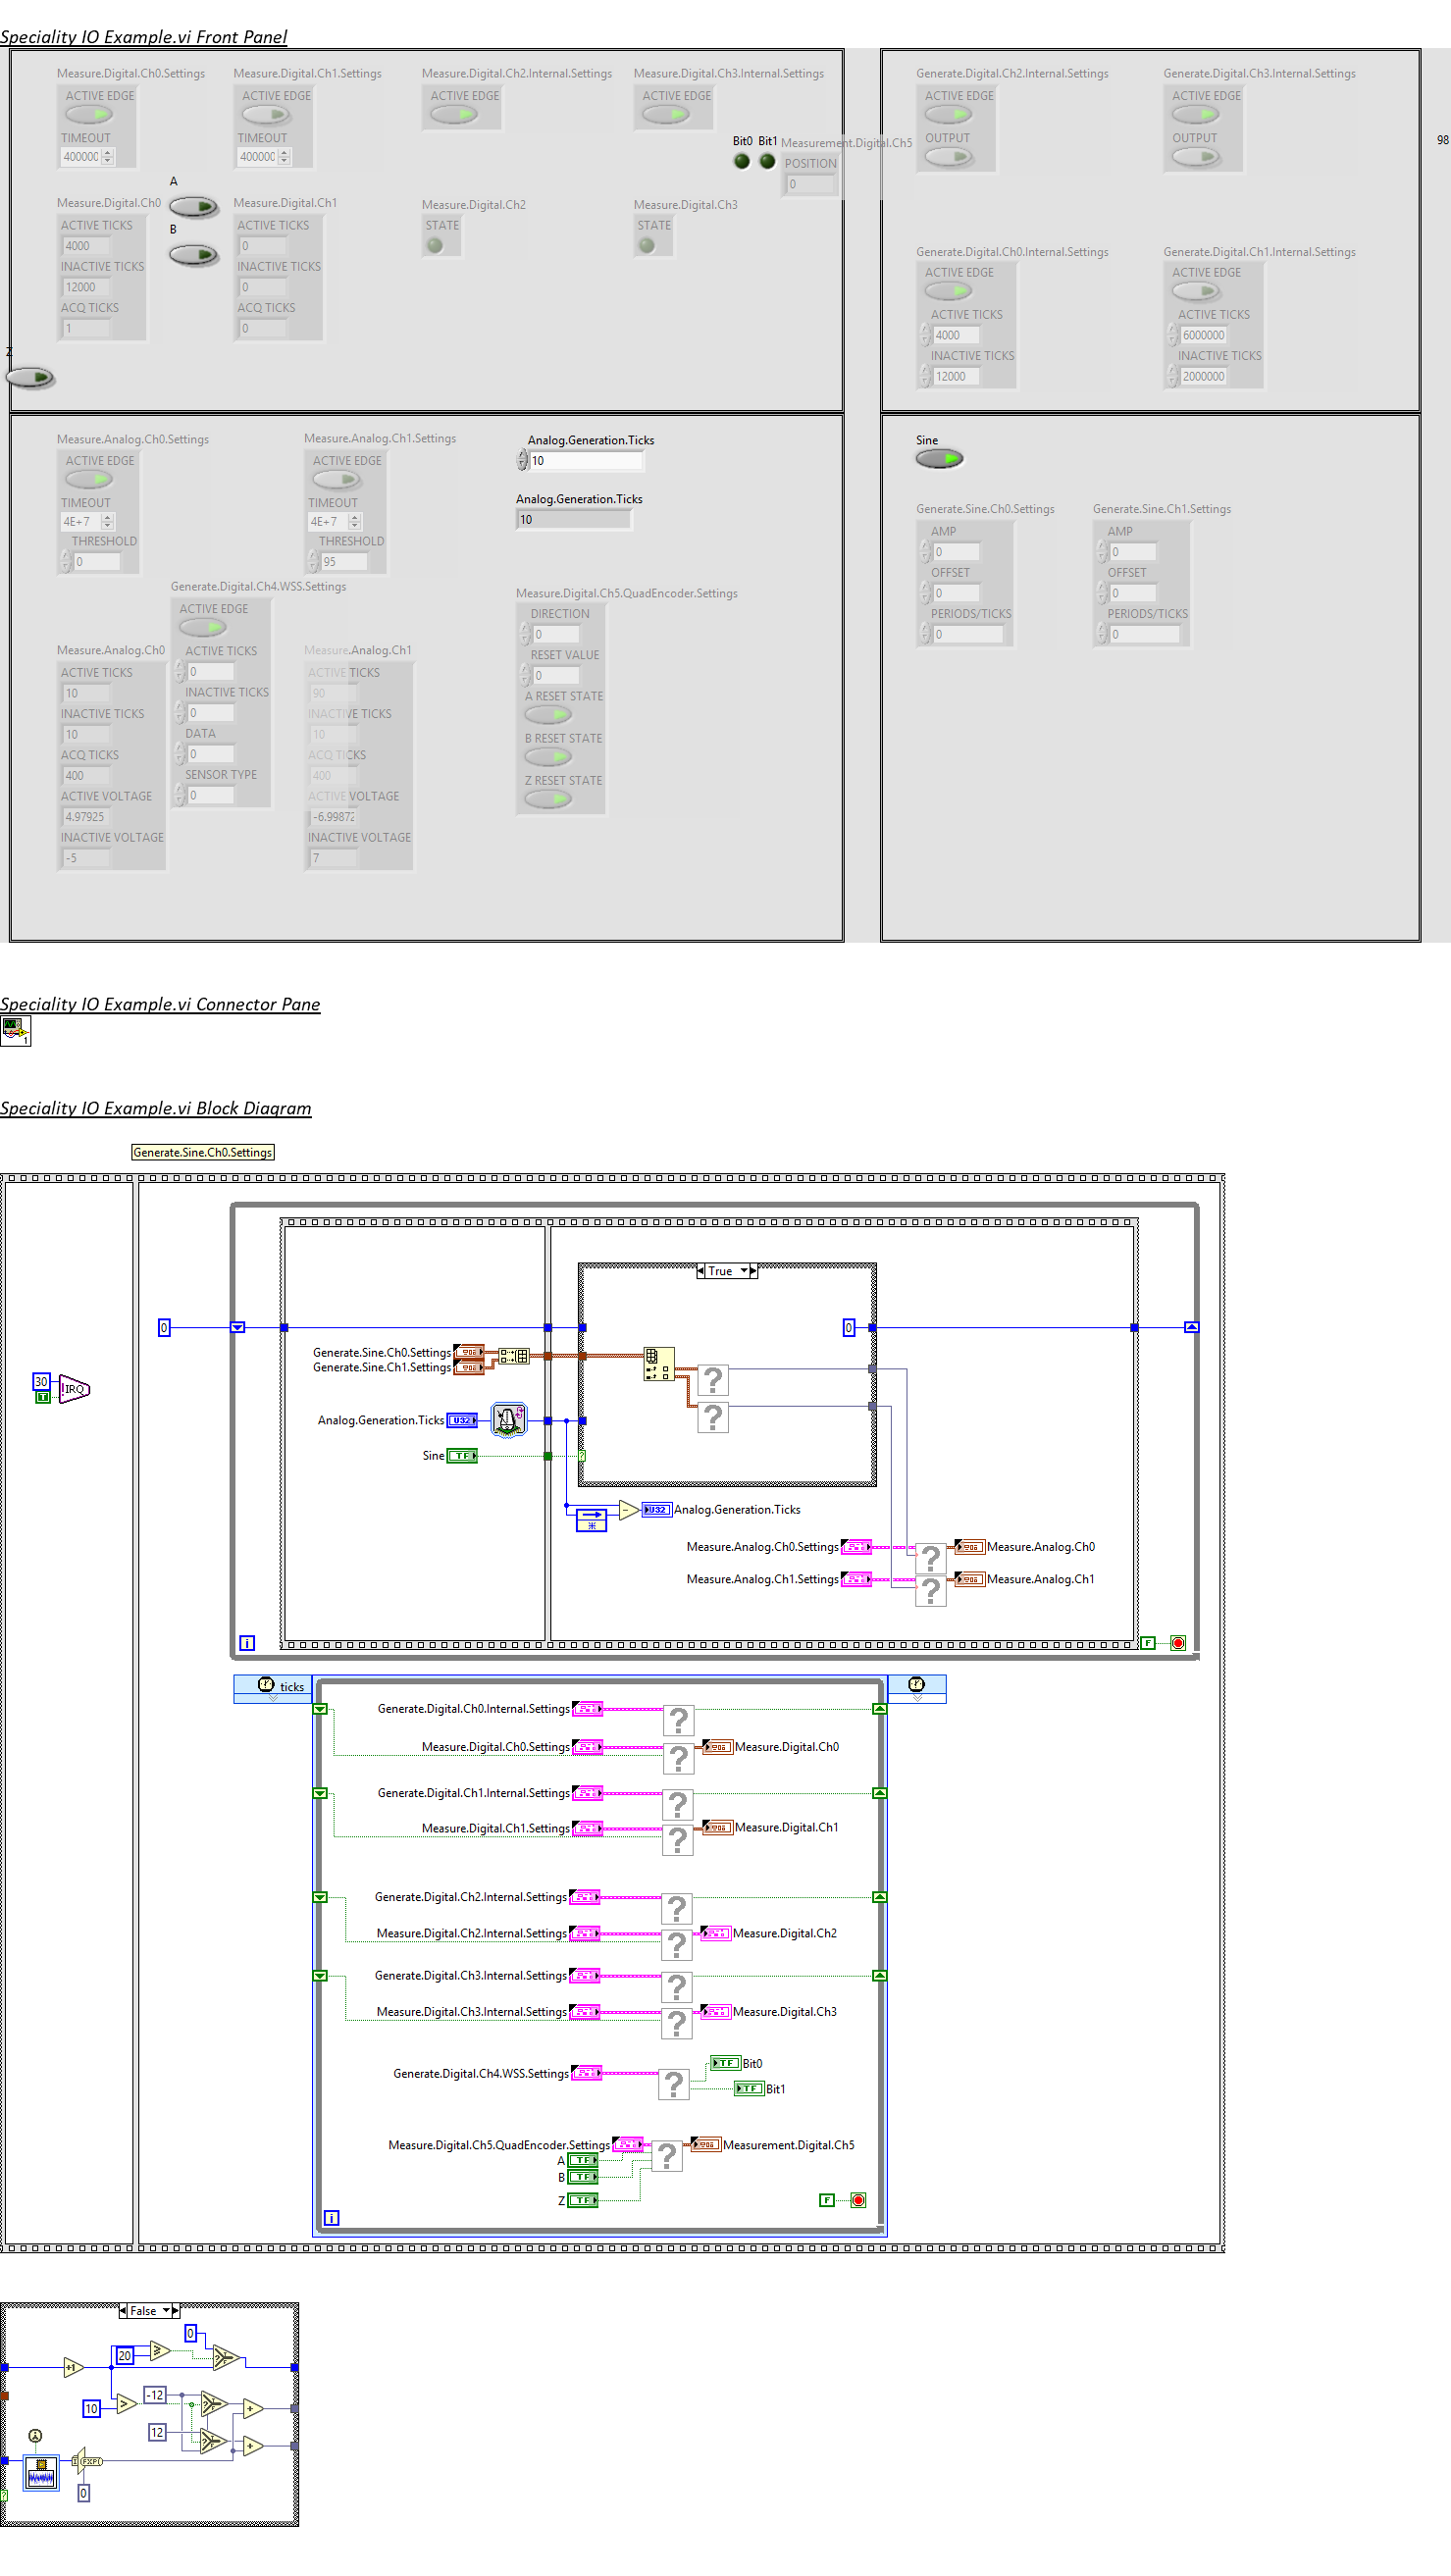 Speciality IO Example.vi Front Panel
Measure.Digital.Ch0.Settings
ACTIVE EDGE
TIMEOUT
400000
Measure.Digital.Ch1.Settings
ACTIVE EDGE
TIMEOUT
400000
Measure.Digital.Ch2.Internal.Settings
ACTIVE EDGE
Measure.Digital.Ch3.Internal.Settings
ACTIVE EDGE
Bit0 Bit1
Measurement.Digital.Ch5
POSITION
0
A
B
Z
Measure.Digital.Ch0
ACTIVE TICKS
4000
INACTIVE TICKS
12000
ACQ TICKS
1
Measure.Digital.Ch1
ACTIVE TICKS
0
INACTIVE TICKS
0
ACQ TICKS
0
Measure.Digital.Ch2
STATE
Measure.Digital.Ch3
STATE
Generate.Digital.Ch2.Internal.Settings
ACTIVE EDGE
OUTPUT
Generate.Digital.Ch3.Internal.Settings
ACTIVE EDGE
OUTPUT
98
Generate.Digital.Ch0.Internal.Settings
ACTIVE EDGE
ACTIVE TICKS
4000
INACTIVE TICKS
12000
Generate.Digital.Ch1.Internal.Settings
ACTIVE EDGE
ACTIVE TICKS
6000000
INACTIVE TICKS
2000000
Measure.Analog.Ch0.Settings
ACTIVE EDGE
TIMEOUT
4E+7
THRESHOLD
0
Measure.Analog.Ch1.Settings
ACTIVE EDGE
TIMEOUT
4E+7
THRESHOLD
95
Analog.Generation.Ticks
10
Analog.Generation.Ticks
10
Generate.Digital.Ch4.WSS.Settings
ACTIVE EDGE
ACTIVE TICKS
0
INACTIVE TICKS
0
DATA
0
SENSOR TYPE
0
Measure.Analog.Ch0
ACTIVE TICKS
10
INACTIVE TICKS
10
ACQ TICKS
400
ACTIVE VOLTAGE
4.97925
INACTIVE VOLTAGE
-5
Measure.Analog.Ch1
ACTIVE TICKS
90
INACTIVE TICKS
10
ACQ TICKS
400
ACTIVE VOLTAGE
-6.99872
INACTIVE VOLTAGE
7
Measure.Digital.Ch5.QuadEncoder.Settings
DIRECTION
0
RESET VALUE
0
A RESET STATE
B RESET STATE
Z RESET STATE
Sine
Generate.Sine.Ch0.Settings
AMP
0
OFFSET
0
PERIODS/TICKS
0
Generate.Sine.Ch1.Settings
AMP
0
OFFSET
0
PERIODS/TICKS
0
Speciality IO Example.vi Connector Pane
1
Speciality IO Example.vi Block Diagram
Generate.Sine.Ch0.Settings
True
0
0
Generate.Sine.Ch0.Settings
Generate.Sine.Ch1.Settings
30
T
IRQ
?
?
Analog.Generation.Ticks U32
Sine TF
?
U32 Analog.Generation.Ticks
Measure.Analog.Ch0.Settings ? Measure.Analog.Ch0
Measure.Analog.Ch1.Settings ? Measure.Analog.Ch1
i
F
ticks
Generate.Digital.Ch0.Internal.Settings ?
Measure.Digital.Ch0.Settings ? Measure.Digital.Ch0
Generate.Digital.Ch1.Internal.Settings ?
Measure.Digital.Ch1.Settings ? Measure.Digital.Ch1
Generate.Digital.Ch2.Internal.Settings ?
Measure.Digital.Ch2.Internal.Settings ? Measure.Digital.Ch2
Generate.Digital.Ch3.Internal.Settings ?
Measure.Digital.Ch3.Internal.Settings ? Measure.Digital.Ch3
Generate.Digital.Ch4.WSS.Settings ? TF Bit0
TF Bit1
Measure.Digital.Ch5.QuadEncoder.Settings ? Measurement.Digital.Ch5
A TF
B TF
Z TF
F
i
False
0
20
+1
-12
10
12
FXP
0
?